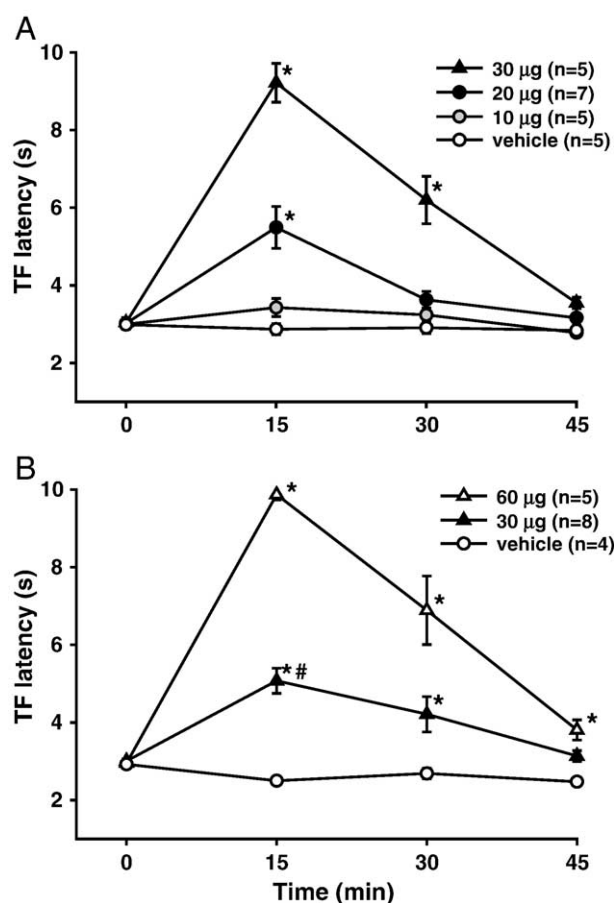 A
10
8
6
4
2
TF latency (s)
*
*
*
30 μg (n=5)
20 μg (n=7)
10 μg (n=5)
vehicle (n=5)
0 15 30 45
B
10
8
6
4
2
TF latency (s)
*
*
*
* #
*
60 μg (n=5)
30 μg (n=8)
vehicle (n=4)
0 15 30 45
Time (min)